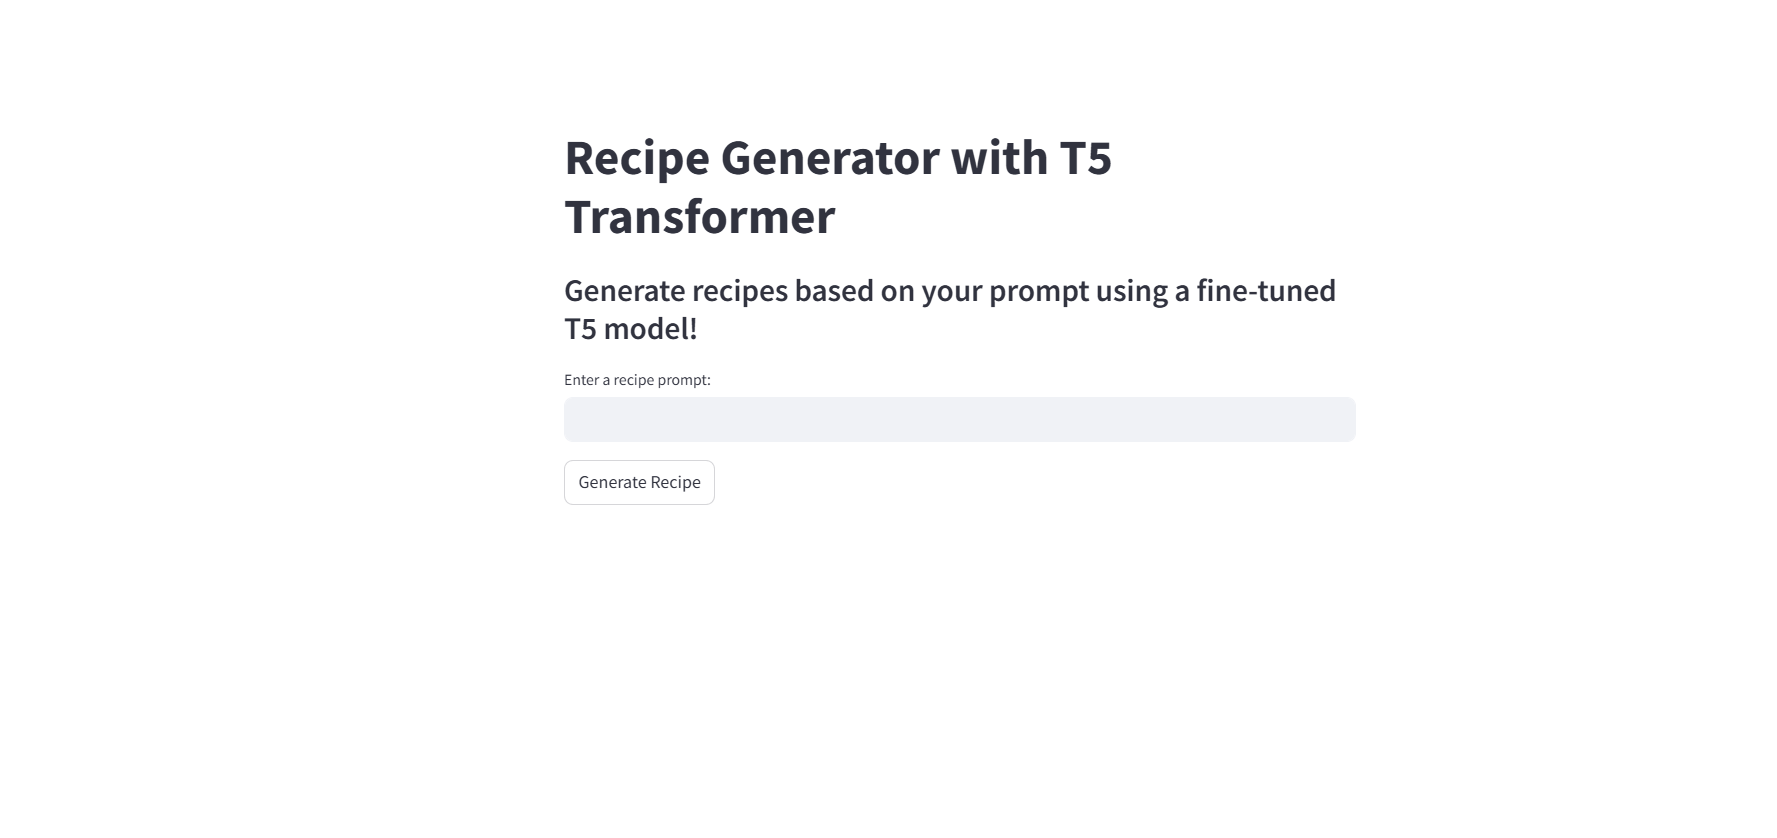 Recipe Generator with T5
Transformer
Generate recipes based on your prompt using a fine-tuned
T5 model!
Enter a recipe prompt:
Generate Recipe